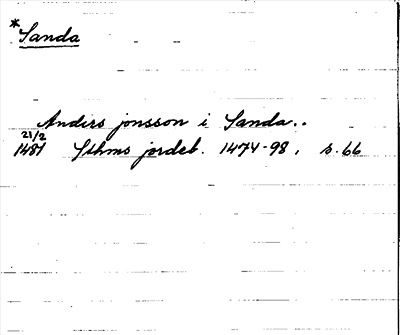 * Sanda
Anders jonsson i Sanda..
21/2
1481 Sthms jordeb. 1474-98, s. 66